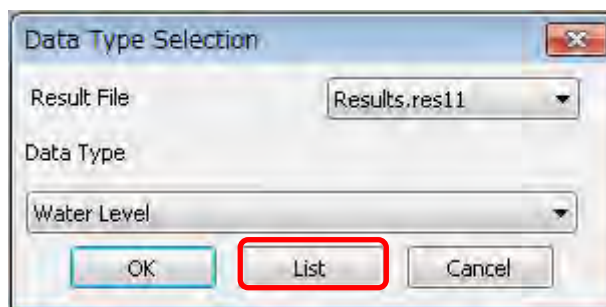 Data Type Selection
Result File Results.res11
Data Type
Water Level
OK List Cancel